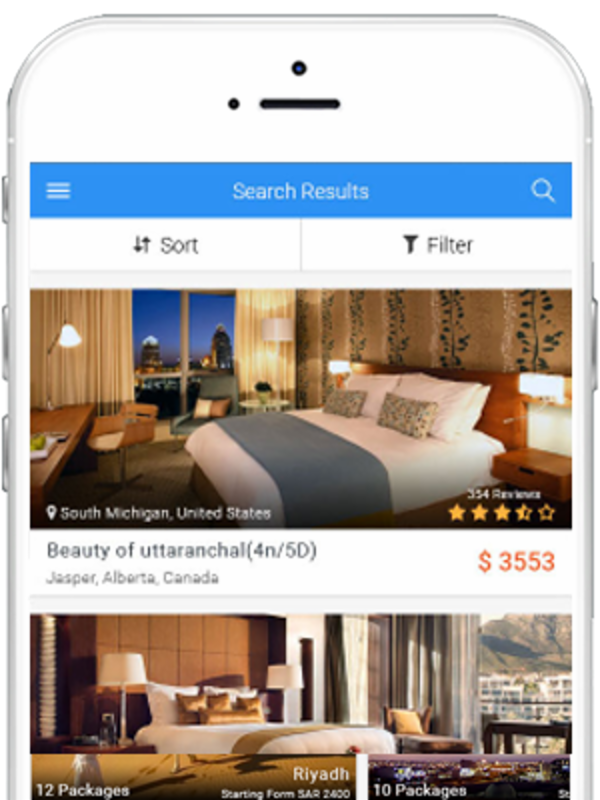 Search Results
Sort
Filter
354 Reviews
South Michigan, United States
Beauty of uttaranchal(4n/5D)
$ 3553
Jasper, Alberta, Canada
Riyadh
12 Packages
Starting Form SAR 2400
10 Packages